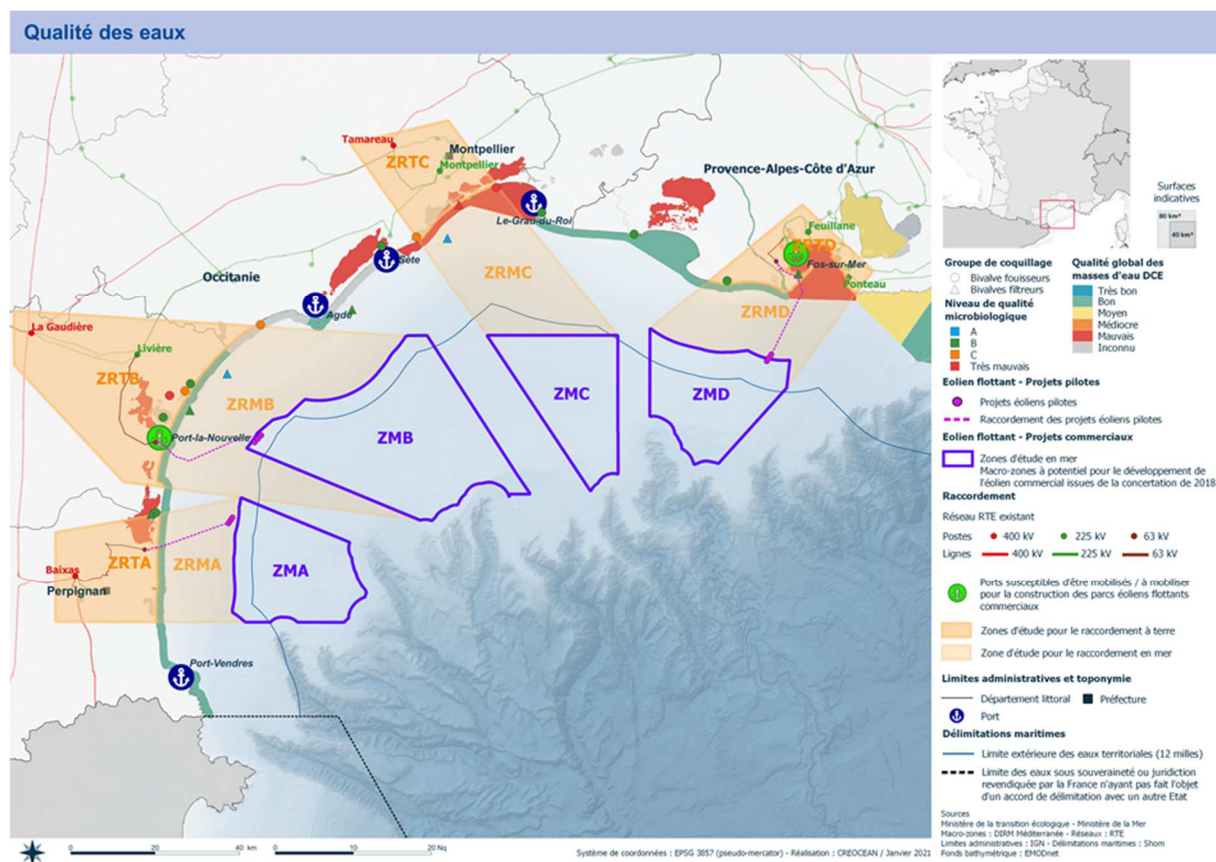 Qualité des eaux
Tamareau
ZRTC
Montpellier
Montpellier
Provence-Alpes-Côte d'Azur
Le-Grau-du-Roi
Feuillane
ZRTD
Fos-sur-Mer
Ponteau
Occitanie
Sète
ZRMC
Agde
ZRMD
La Gaudière
Livière
ZRTB
ZRMB
ZMB
ZMC
ZMD
Port-la-Nouvelle
ZRTA
ZRMA
ZMA
Baixas
Perpignan
Port-Vendres
0 20 40 km
0 10 20 Nq
Système de coordonnées : EPSG 3857 (pseudo-mercator) - Réalisation : CREOCEAN / Janvier 2021
Surfaces
indicatives
80 km²
40 km²
Groupe de coquillage
Bivalve fouisseurs
Bivalves filtreurs
Niveau de qualité
microbiologique
A
B
C
Très mauvais
Qualité global des
masses d'eau DCE
Très bon
Bon
Moyen
Médiocre
Mauvais
Inconnu
Eolien flottant - Projets pilotes
Projets éoliens pilotes
Raccordement des projets éoliens pilotes
Eolien flottant - Projets commerciaux
Zones d'étude en mer
Macro-zones à potentiel pour le développement de
l'éolien commercial issues de la concertation de 2018
Raccordement
Réseau RTE existant
Postes 400 kV 225 kV 63 kV
Lignes 400 kV 225 kV 63 kV
Ports susceptibles d'être mobilisés / à mobiliser
pour la construction des parcs éoliens flottants
commerciaux
Zones d'étude pour le raccordement à terre
Zone d'étude pour le raccordement en mer
Limites administratives et toponymie
Département littoral Préfecture
Port
Délimitations maritimes
Limite extérieure des eaux territoriales (12 milles)
Limite des eaux sous souveraineté ou juridiction
revendiquée par la France n'ayant pas fait l'objet
d'un accord de délimitation avec un autre Etat
Sources
Ministère de la transition écologique - Ministère de la Mer
Macro-zones : DIRM Méditerranée - Réseaux : RTE
Limites administratives : IGN - Délimitations maritimes : Shom
Fonds bathymétrique : EMODnet